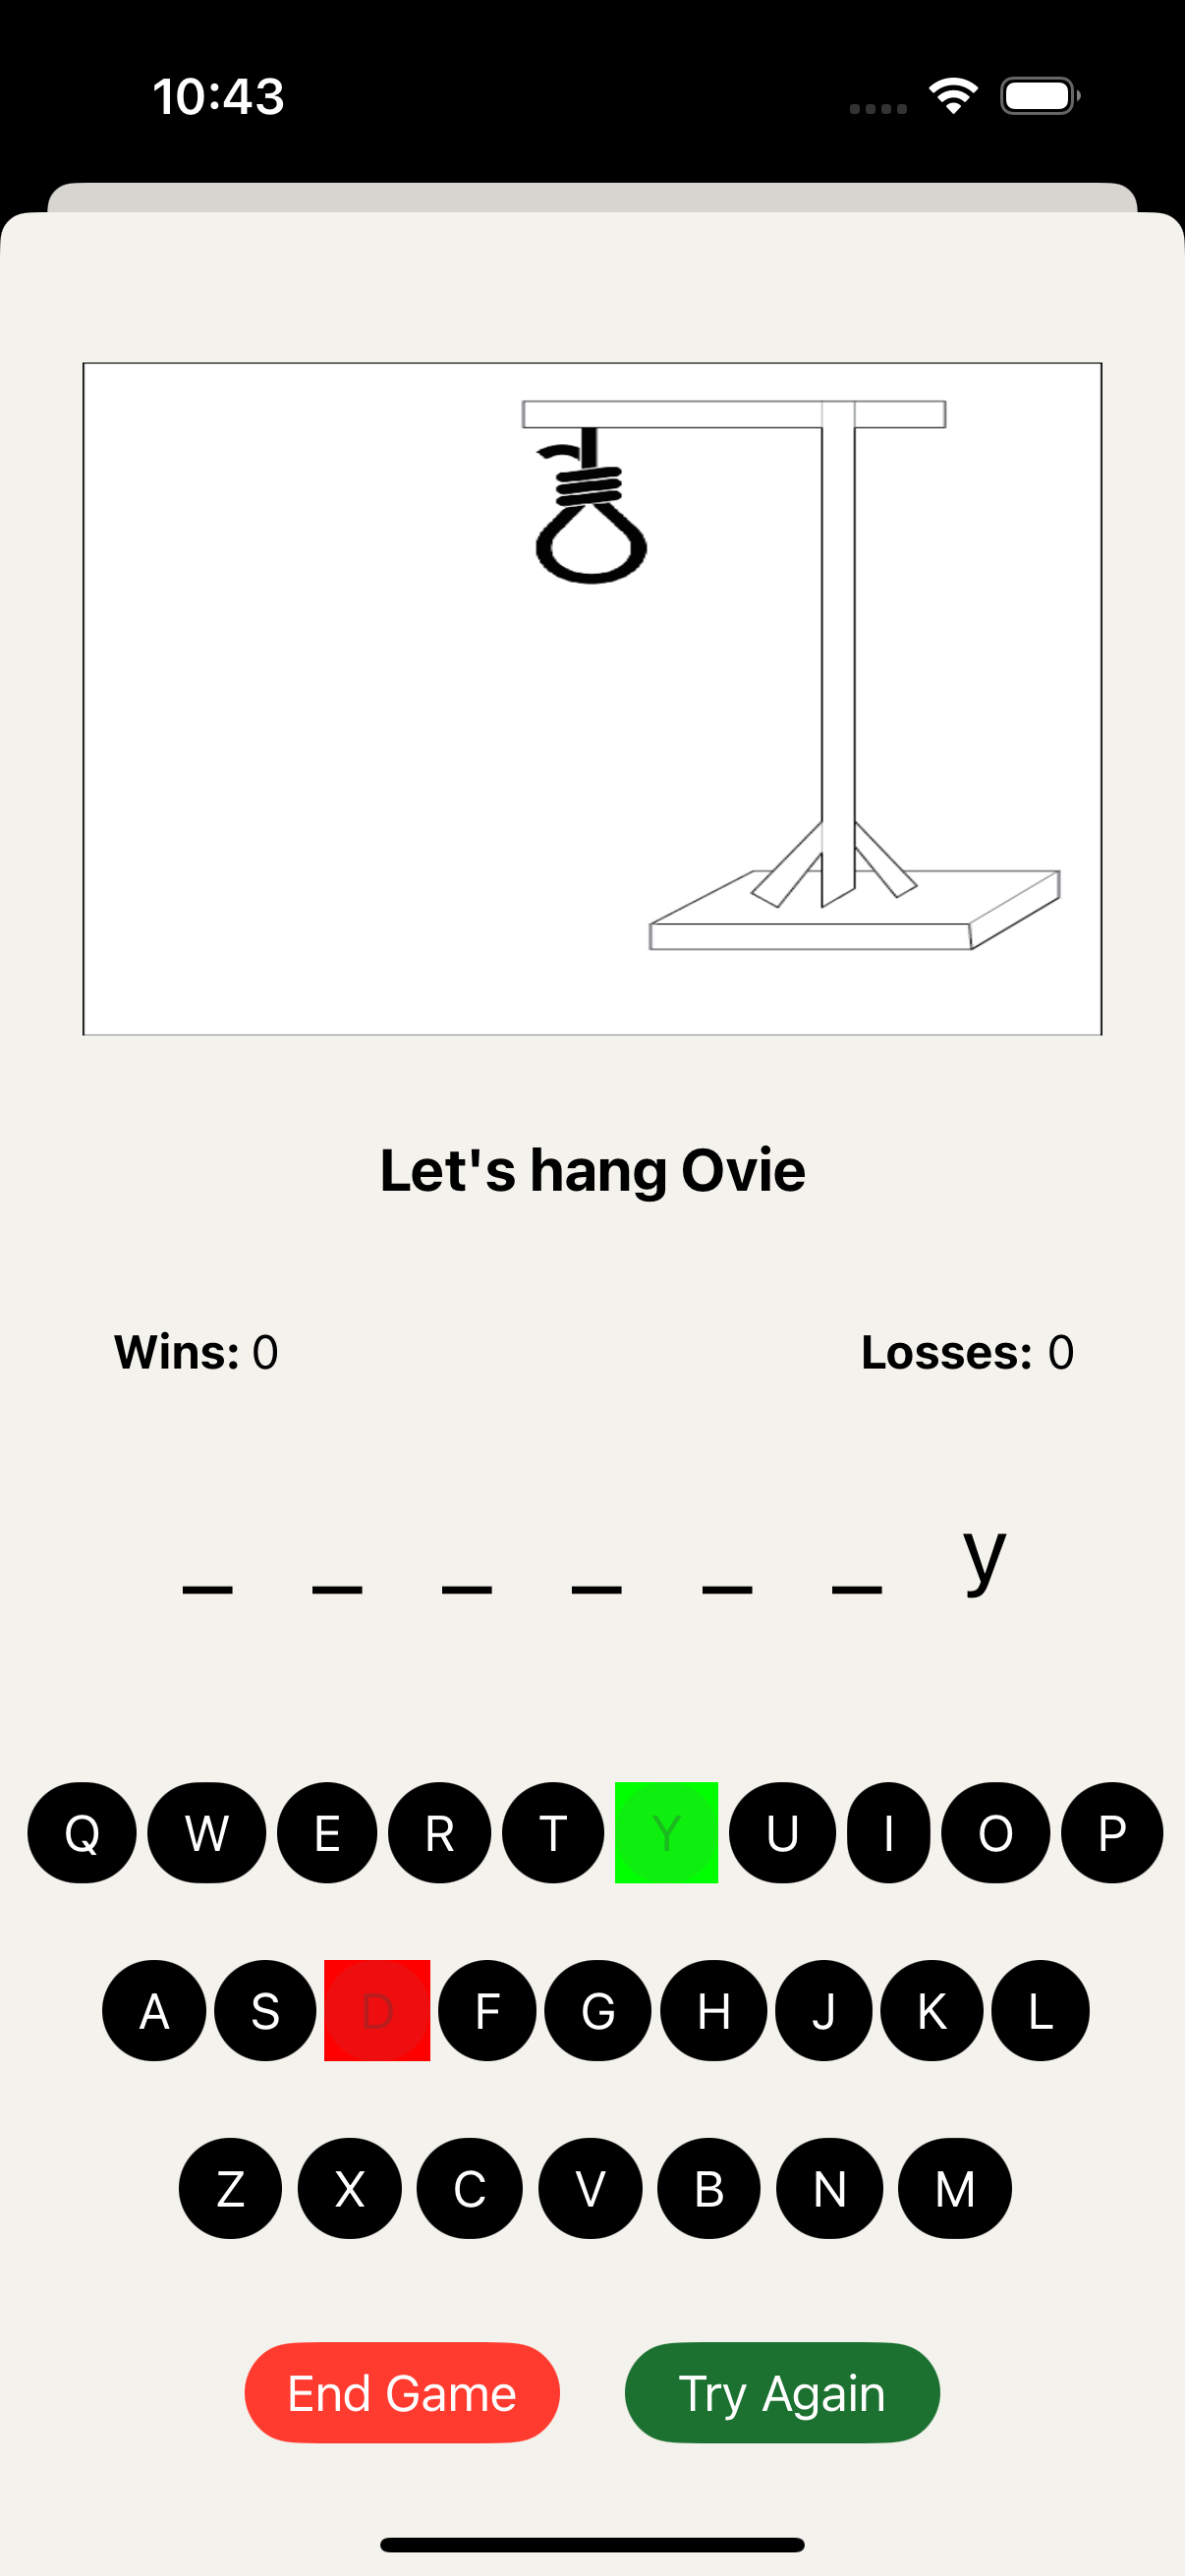 10:43
Let's hang Ovie
Wins: 0 Losses: 0
_ _ _ _ _ _ y
Q W E R T Y U I O P
A S D F G H J K L
Z X C V B N M
End Game Try Again